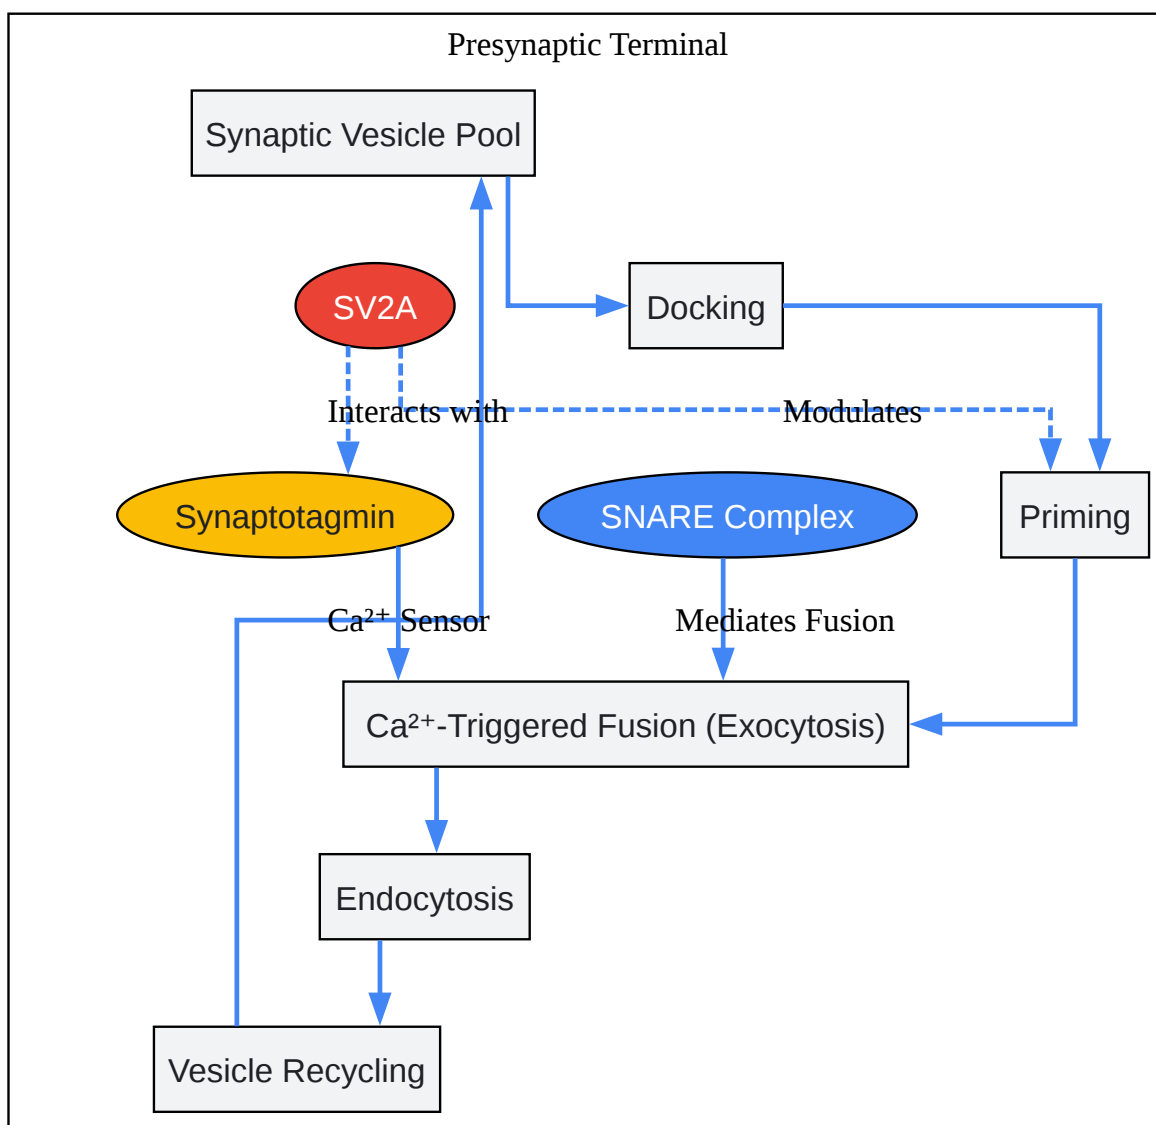 Presynaptic Terminal
Synaptic Vesicle Pool
SV2A
Docking
Interacts with
Modulates
Synaptotagmin
SNARE Complex
Priming
Ca²⁺ Sensor
Mediates Fusion
Ca²⁺-Triggered Fusion (Exocytosis)
Endocytosis
Vesicle Recycling